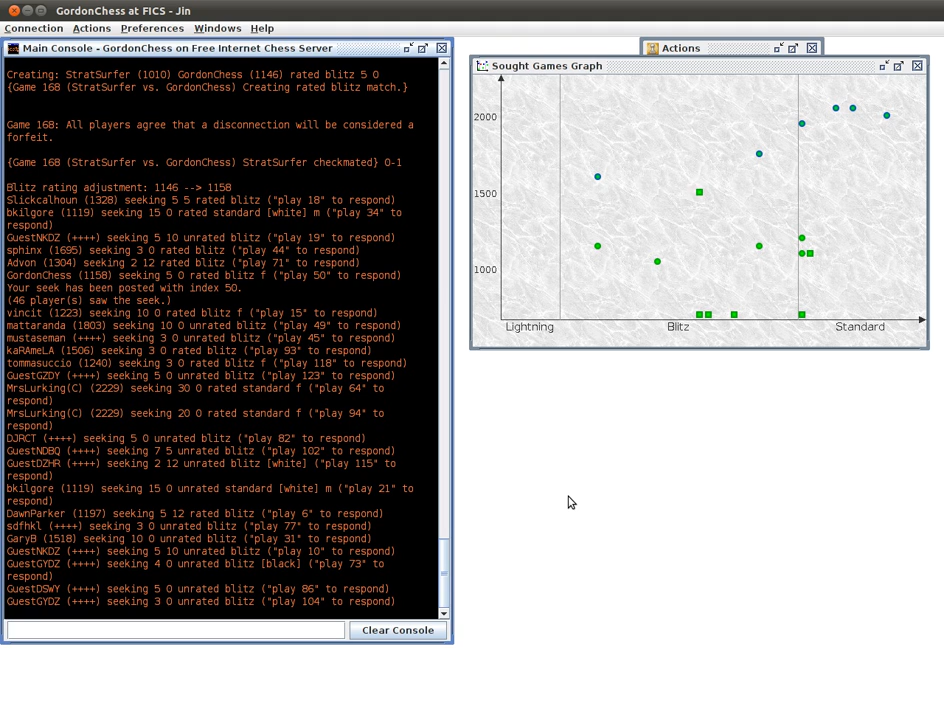 GordonChess at FICS - Jin
Connection Actions Preferences Windows Help
Main Console - GordonChess on Free Internet Chess Server
Creating: StratSurfer (1010) GordonChess (1146) rated blitz 5 0
{Game 168 (StratSurfer vs. GordonChess) Creating rated blitz match.}
Game 168: All players agree that a disconnection will be considered a
forfeit.
{Game 168 (StratSurfer vs. GordonChess) StratSurfer checkmated} 0-1
Blitz rating adjustment: 1146 --> 1158
Slickcalhoun (1328) seeking 5 5 rated blitz ("play 18" to respond)
bkilgore (1119) seeking 15 0 rated standard [white] m ("play 34" to
respond)
GuestNKDZ (++++) seeking 5 10 unrated blitz ("play 19" to respond)
sphinx (1695) seeking 3 0 rated blitz ("play 44" to respond)
Advon (1304) seeking 2 12 rated blitz ("play 71" to respond)
GordonChess (1158) seeking 5 0 rated blitz f ("play 50" to respond)
Your seek has been posted with index 50.
(46 player(s) saw the seek.)
vincit (1223) seeking 10 0 rated blitz f ("play 15" to respond)
mattaranda (1803) seeking 10 0 unrated blitz ("play 49" to respond)
mustaseman (++++) seeking 3 0 unrated blitz ("play 45" to respond)
kaRAmeLA (1506) seeking 3 0 rated blitz ("play 93" to respond)
tommasuccio (1240) seeking 3 0 rated blitz f ("play 118" to respond)
GuestGZDY (++++) seeking 5 0 unrated blitz ("play 123" to respond)
MrsLurking(C) (2229) seeking 30 0 rated standard f ("play 64" to
respond)
MrsLurking(C) (2229) seeking 20 0 rated standard f ("play 94" to
respond)
DJRCT (++++) seeking 5 0 unrated blitz ("play 82" to respond)
GuestNDBQ (++++) seeking 7 5 unrated blitz ("play 102" to respond)
GuestDZHR (++++) seeking 2 12 unrated blitz [white] ("play 115" to
respond)
bkilgore (1119) seeking 15 0 unrated standard [white] m ("play 21" to
respond)
DawnParker (1197) seeking 5 12 rated blitz ("play 6" to respond)
sdfhkl (++++) seeking 3 0 unrated blitz ("play 77" to respond)
GaryB (1518) seeking 10 0 unrated blitz ("play 31" to respond)
GuestNKDZ (++++) seeking 5 10 unrated blitz ("play 10" to respond)
GuestGYDZ (++++) seeking 4 0 unrated blitz [black] ("play 73" to
respond)
GuestDSWY (++++) seeking 5 0 unrated blitz ("play 86" to respond)
GuestGYDZ (++++) seeking 3 0 unrated blitz ("play 104" to respond)
Clear Console
Actions
Sought Games Graph
2000
1500
1000
Lightning Blitz Standard